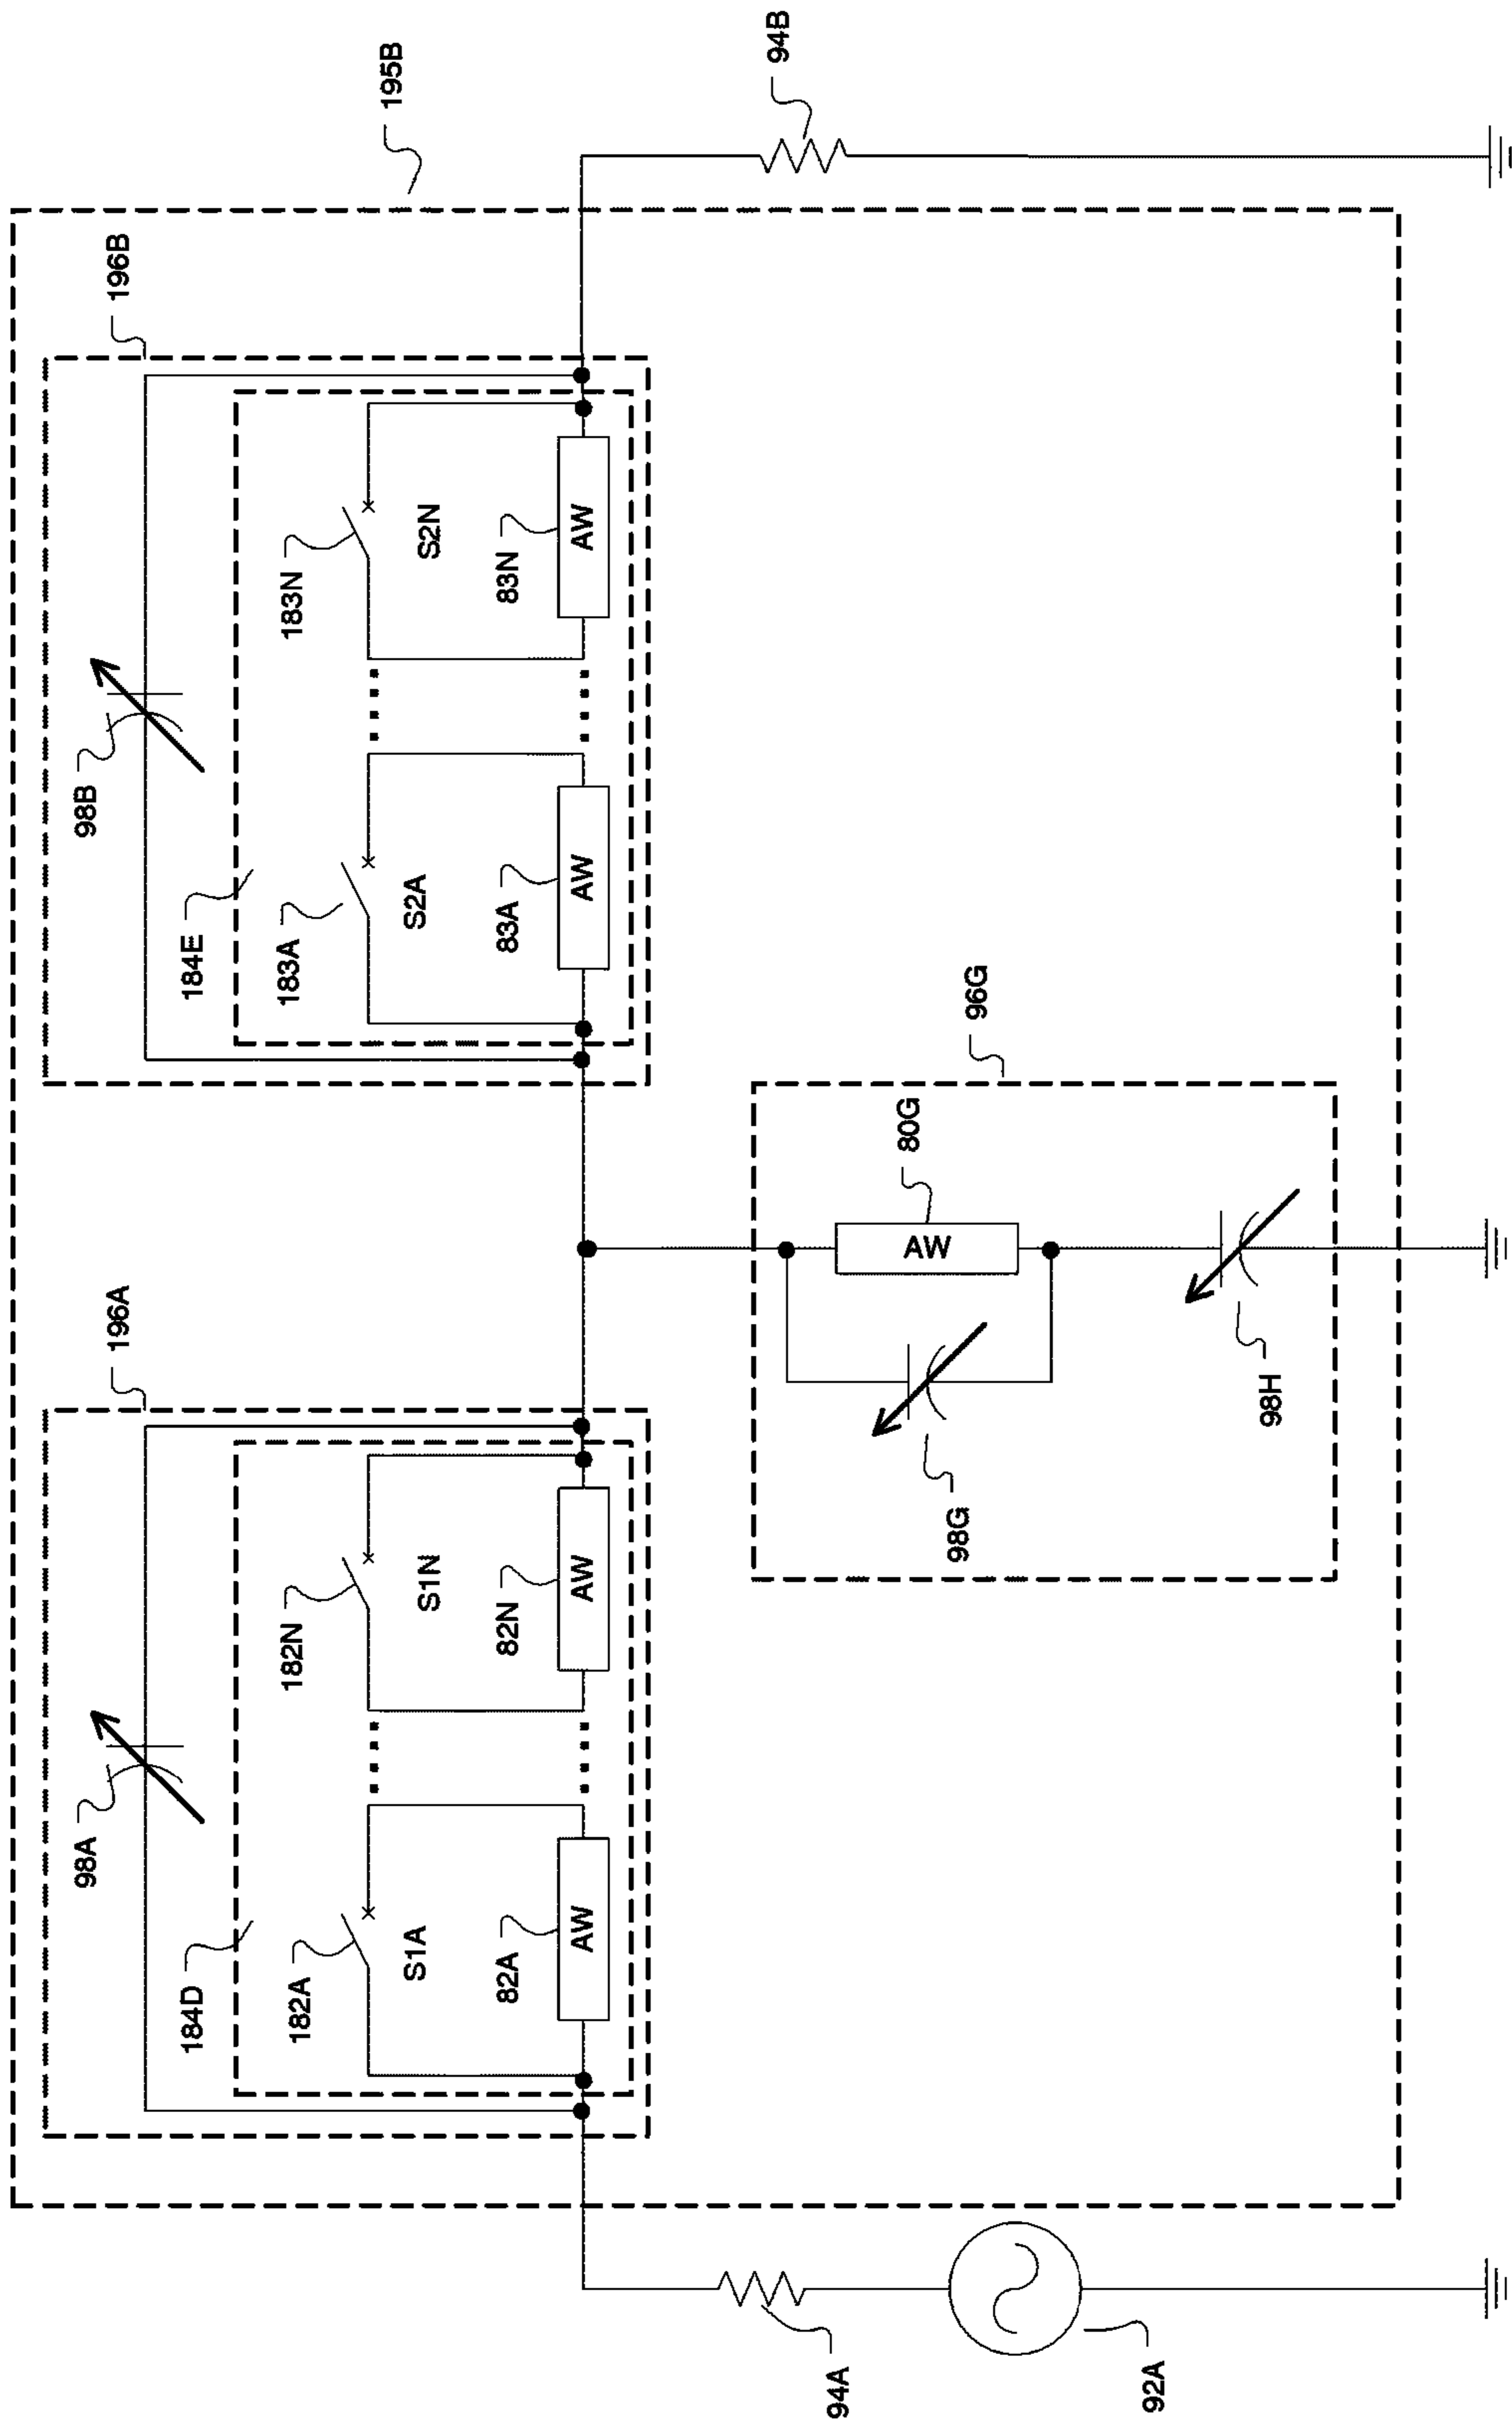 195B
196A
196B
98A
98B
184D
184E
182A
182N
183A
183N
S1A
S1N
S2A
S2N
82A
82N
83A
83N
AW
AW
AW
AW
94A
92A
98G
AW
80G
96G
98H
94B